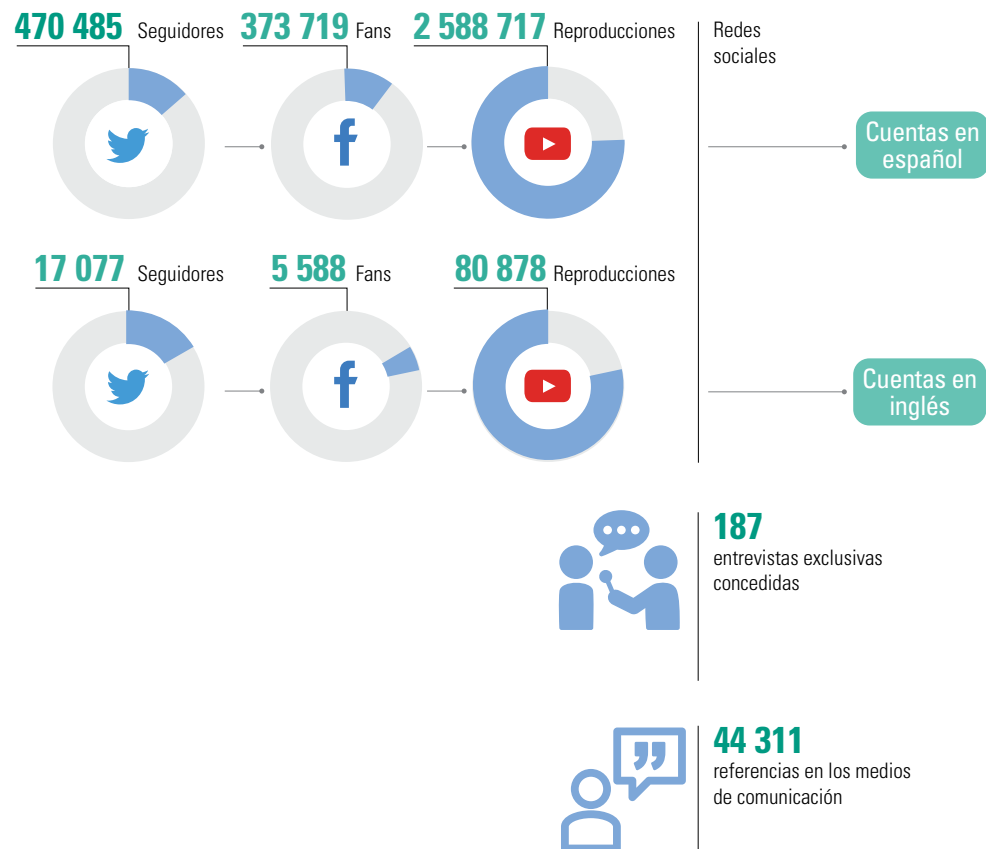 470 485 Seguidores 373 719 Fans 2 588 717 Reproducciones
Redes
sociales
Cuentas en
español
17 077 Seguidores 5 588 Fans 80 878 Reproducciones
Cuentas en
inglés
187
entrevistas exclusivas
concedidas
44 311
referencias en los medios
de comunicación